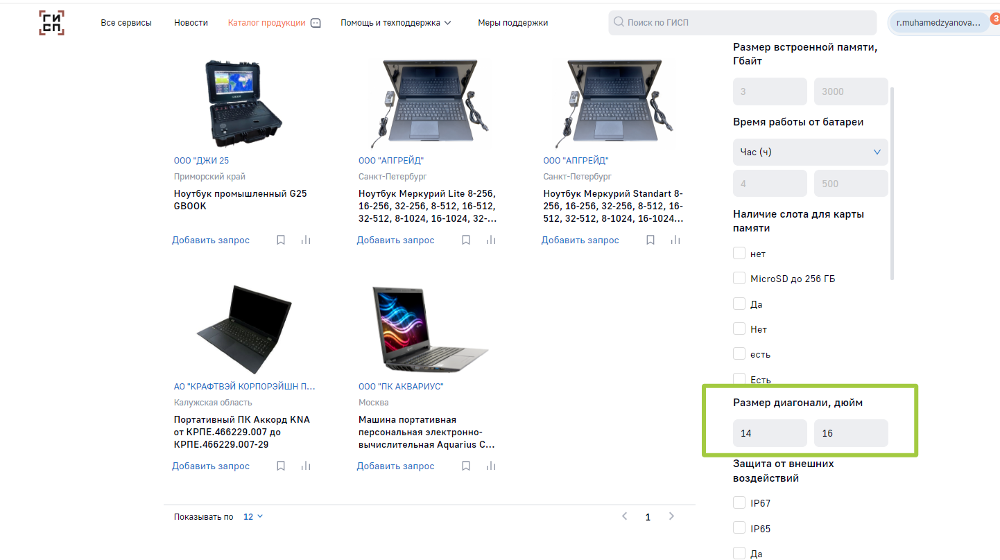 ГИСП
Все сервисы
Новости
Каталог продукции
Помощь и техподдержка
Меры поддержки
Поиск по ГИСП
r.muhamedzyanova...
3
ООО "ДЖИ 25
Приморский край
Ноутбук промышленный G25
GBOOK
Добавить запрос
ООО "АПГРЕЙД"
Санкт-Петербург
Ноутбук Меркурий Lite 8-256,
16-256, 32-256, 8-512, 16-512,
32-512, 8-1024, 16-1024, 32-...
Добавить запрос
ООО "АПГРЕЙД"
Санкт-Петербург
Ноутбук Меркурий Standart 8-
256, 16-256, 32-256, 8-512, 16-
512, 32-512, 8-1024, 16-1024...
Добавить запрос
АО "КРАФТВЭЙ КОРПОРЭЙШН П...
Калужская область
Портативный ПК Аккорд KNA
от КРПЕ.466229.007 до
КРПЕ.466229.007-29
Добавить запрос
ООО "ПК АКВАРИУС"
Москва
Машина портативная
персональная электронно-
вычислительная Aquarius C...
Добавить запрос
Показывать по 12
1
Размер встроенной памяти,
Гбайт
3
3000
Время работы от батареи
Час (ч)
4
500
Наличие слота для карты
памяти
нет
MicroSD до 256 ГБ
Да
Нет
есть
Есть
Размер диагонали, дюйм
14
16
Защита от внешних
воздействий
IP67
IP65
Да